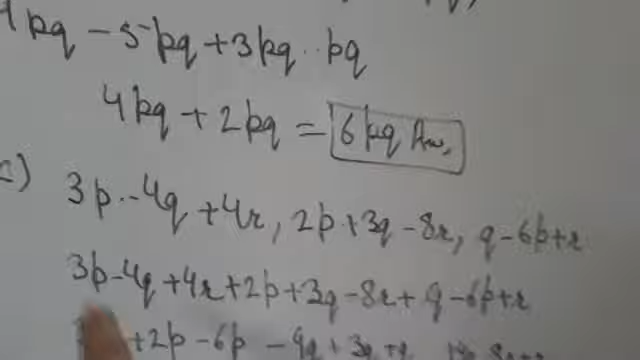 4pq - 5pq + 3pq - pq
4pq + 2pq = 6pq Ans,
c) 3p - 4q + 4r, 2p + 3q - 8r, q - 6p + r
3p - 4q + 4r + 2p + 3q - 8r + q - 6p + r
+ 2p - 6p - 4q + 3q + q